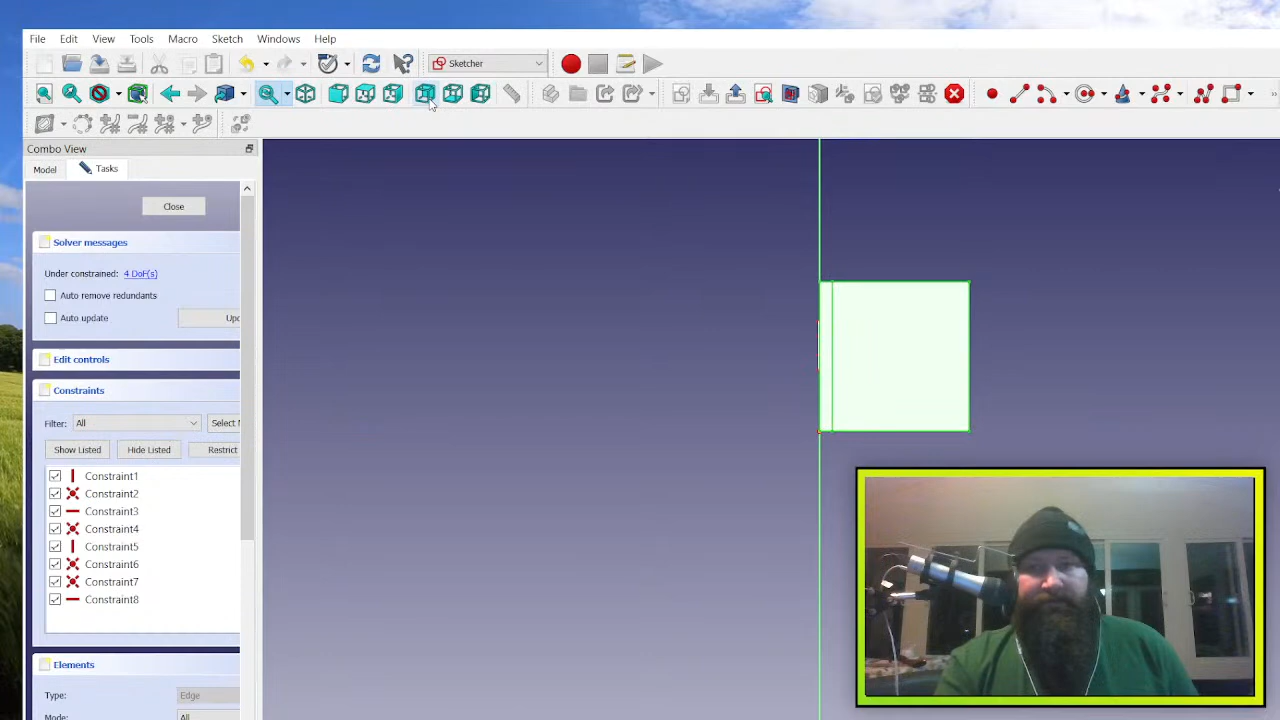 File Edit View Tools Macro Sketch Windows Help
Sketcher
Combo View
Model Tasks
Close
Solver messages
Under constrained: 4 DoF(s)
Auto remove redundants
Auto update Upd
Edit controls
Constraints
Filter: All Select M
Show Listed Hide Listed Restrict
Constraint1
Constraint2
Constraint3
Constraint4
Constraint5
Constraint6
Constraint7
Constraint8
Elements
Type: Edge
Mode: All